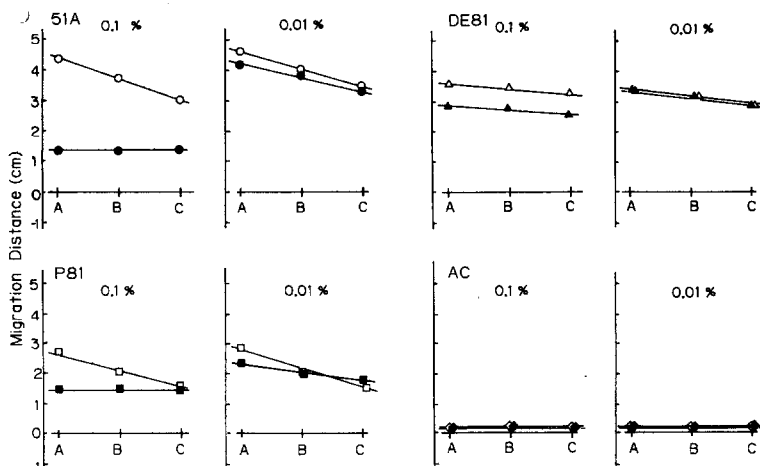 51A
0.1 %
0.01 %
DE81
0.1 %
0.01 %
5
4
3
2
1
0
-1
A B C
A B C
A B C
A B C
Migration Distance (cm)
P81
0.1 %
0.01 %
AC
0.1 %
0.01 %
5
4
3
2
1
0
A B C
A B C
A B C
A B C